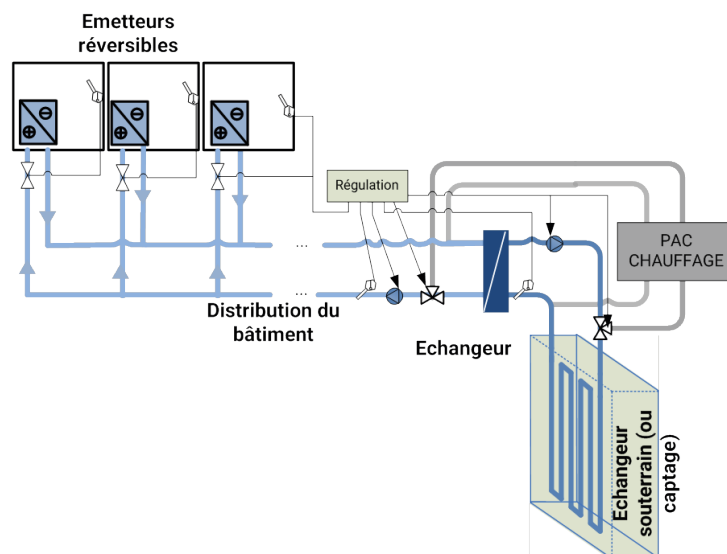 Emetteurs
réversibles
Régulation
PAC
CHAUFFAGE
...
...
Distribution du
bâtiment
Echangeur
Echangeur
souterrain (ou
captage)